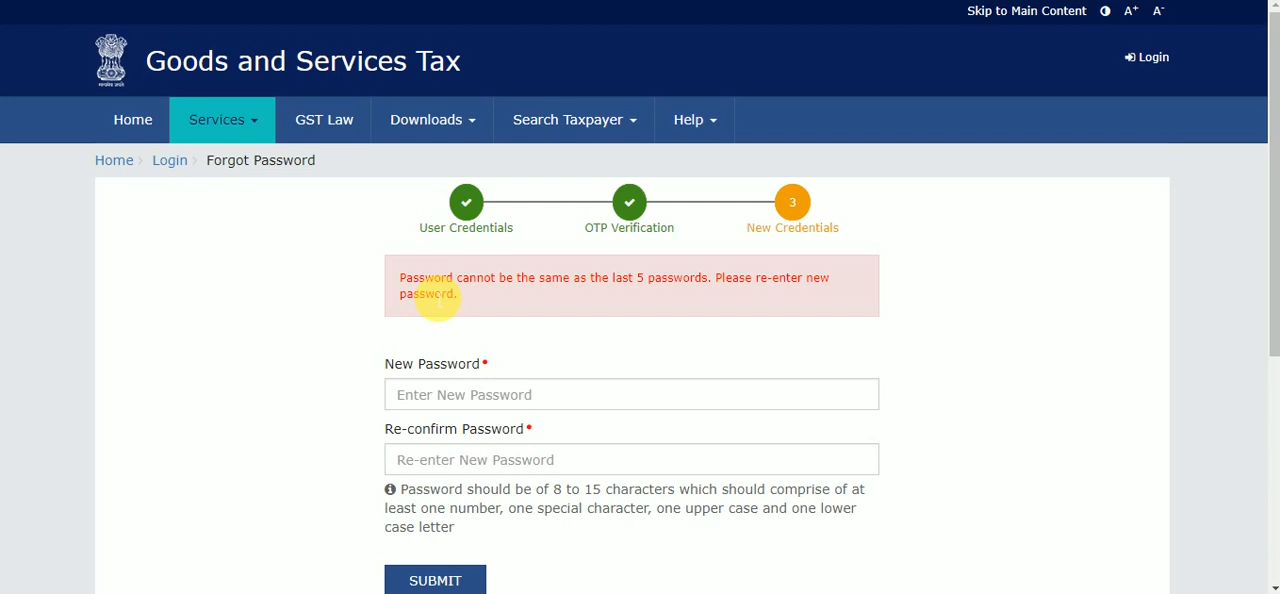 Skip to Main Content A+ A-
Goods and Services Tax
Login
Home Services GST Law Downloads Search Taxpayer Help
Home Login Forgot Password
3
User Credentials OTP Verification New Credentials
Password cannot be the same as the last 5 passwords. Please re-enter new
password.
New Password•
Enter New Password
Re-confirm Password•
Re-enter New Password
Password should be of 8 to 15 characters which should comprise of at
least one number, one special character, one upper case and one lower
case letter
SUBMIT